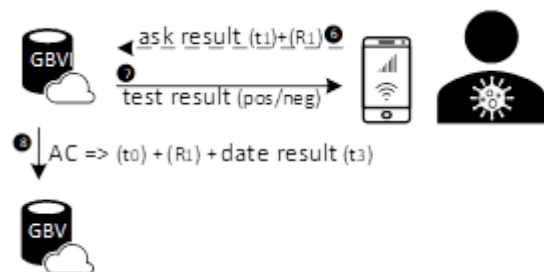 ask result (t1)+(R1) ❻
GBVI
❼
test result (pos/neg)
❽ AC => (t0) + (R1) + date result (t3)
GBV